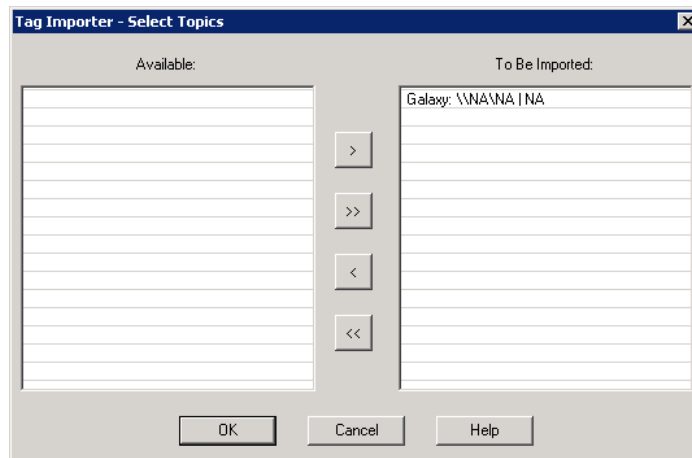 Tag Importer - Select Topics
Available:
To Be Imported:
Galaxy: \\NA\NA | NA
>
>>
<
<<
OK
Cancel
Help